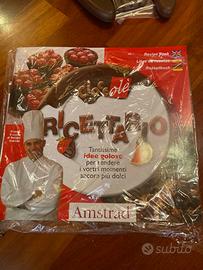 Recipe Book
Libro de recetas
Rezeptbuch
olè
RICETTARIO
Tantissime
idee golose
per rendere
i vostri momenti
ancora più dolci
Amstrad
subito